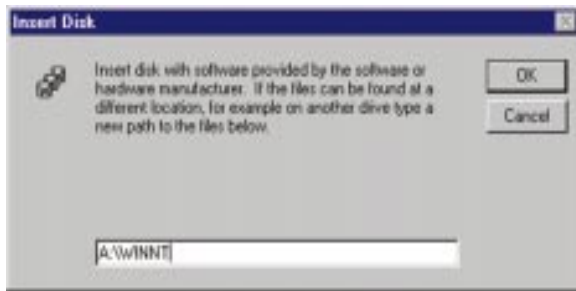 Insert Disk
Insert disk with software provided by the software or
hardware manufacturer. If the files can be found at a
different location, for example on another drive type a
new path to the files below.
OK
Cancel
A:\WINNT